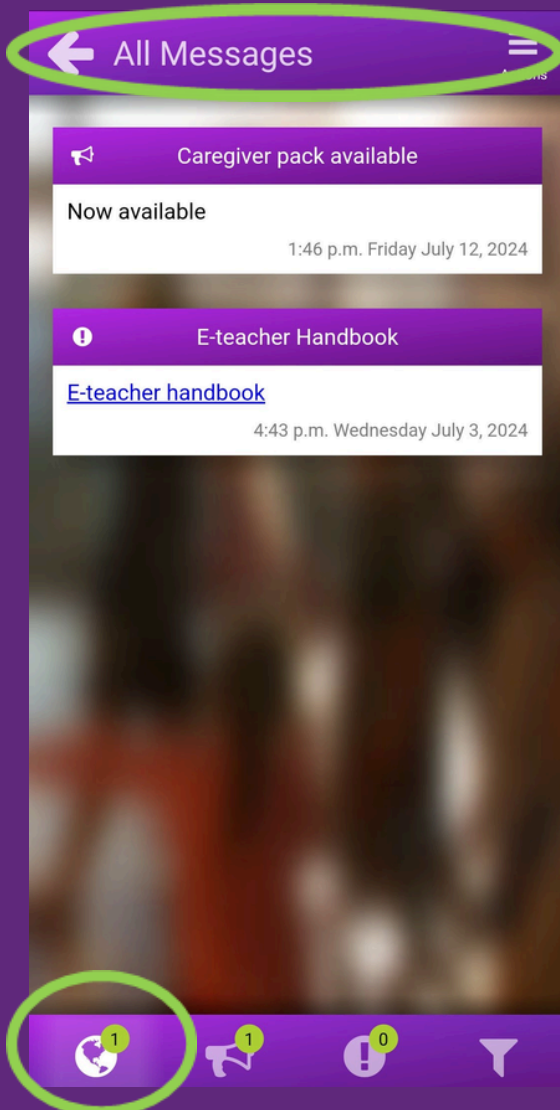 All Messages
Caregiver pack available
Now available
1:46 p.m. Friday July 12, 2024
E-teacher Handbook
E-teacher handbook
4:43 p.m. Wednesday July 3, 2024
1 1 0